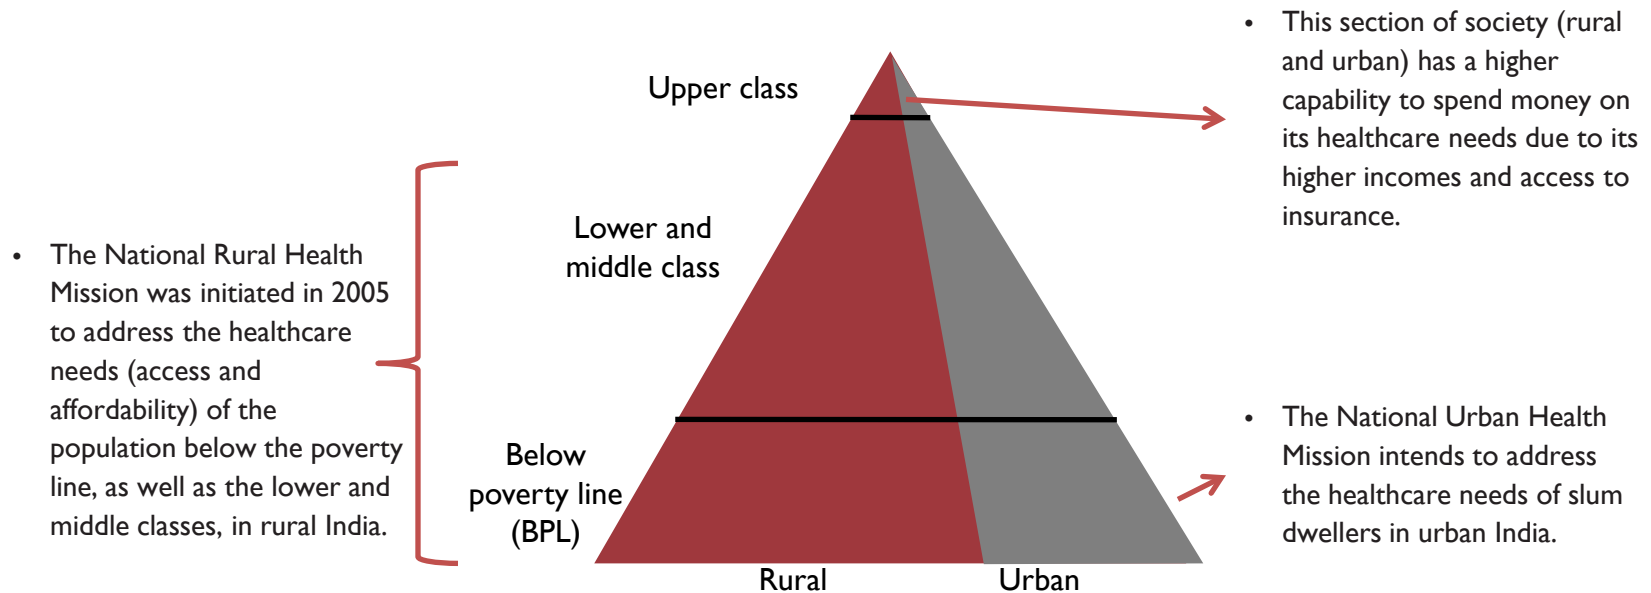 • This section of society (rural
and urban) has a higher
capability to spend money on
its healthcare needs due to its
higher incomes and access to
insurance.
Upper class
Lower and
middle class
• The National Rural Health
Mission was initiated in 2005
to address the healthcare
needs (access and
affordability) of the
population below the poverty
line, as well as the lower and
middle classes, in rural India.
Below
poverty line
(BPL)
• The National Urban Health
Mission intends to address
the healthcare needs of slum
dwellers in urban India.
Rural
Urban